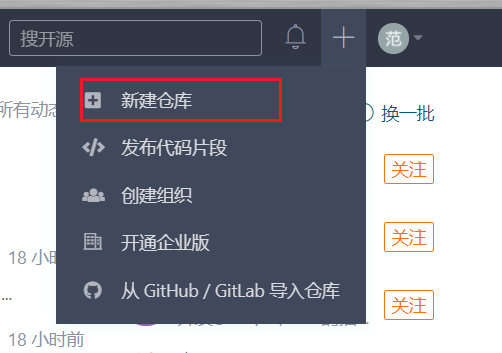 搜开源
范
所有动态
换一批
新建仓库
关注
发布代码片段
创建组织
关注
开通企业版
18 小时
...
从 GitHub / GitLab 导入仓库
关注
18 小时前